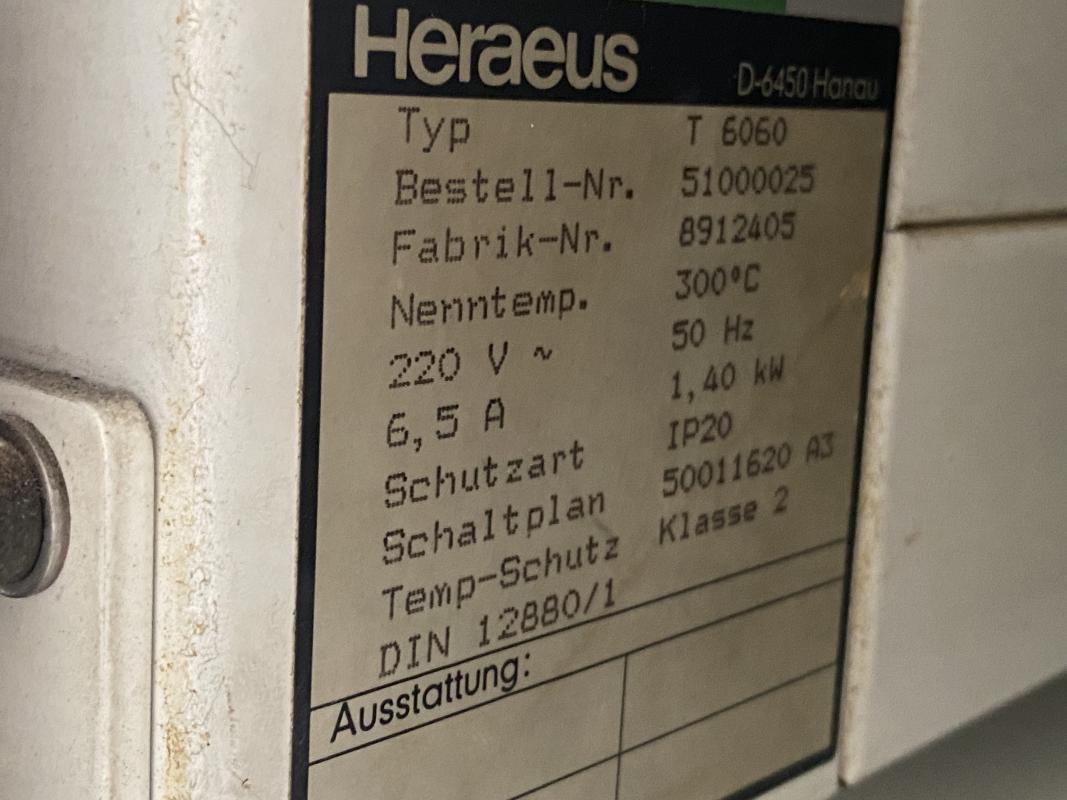 Heraeus D-6450 Hanau
Typ T 6060
Bestell-Nr. 51000025
Fabrik-Nr. 8912405
Nenntemp. 300°C
220 V ~ 50 Hz
6,5 A 1,40 kW
Schutzart IP20
Schaltplan 50011620 A3
Temp-Schutz Klasse 2
DIN 12880/1
Ausstattung: